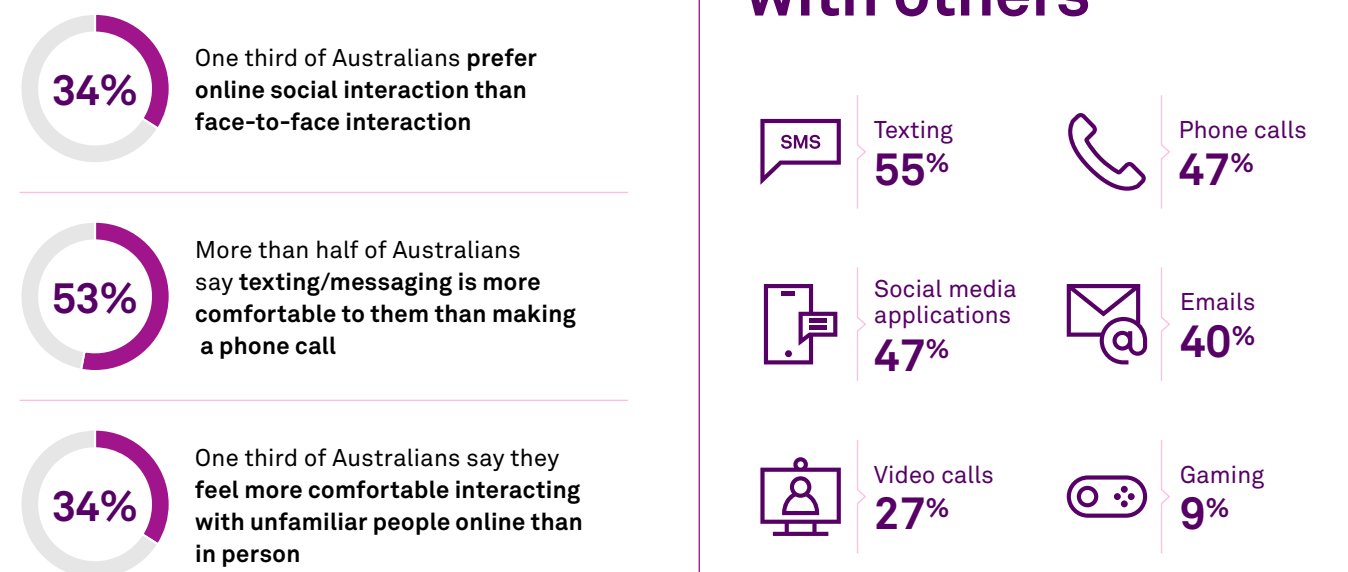 34%
One third of Australians prefer
online social interaction than
face-to-face interaction
53%
More than half of Australians
say texting/messaging is more
comfortable to them than making
a phone call
34%
One third of Australians say they
feel more comfortable interacting
with unfamiliar people online than
in person
with others
SMS
Texting
55%
Phone calls
47%
Social media
applications
47%
Emails
40%
Video calls
27%
Gaming
9%